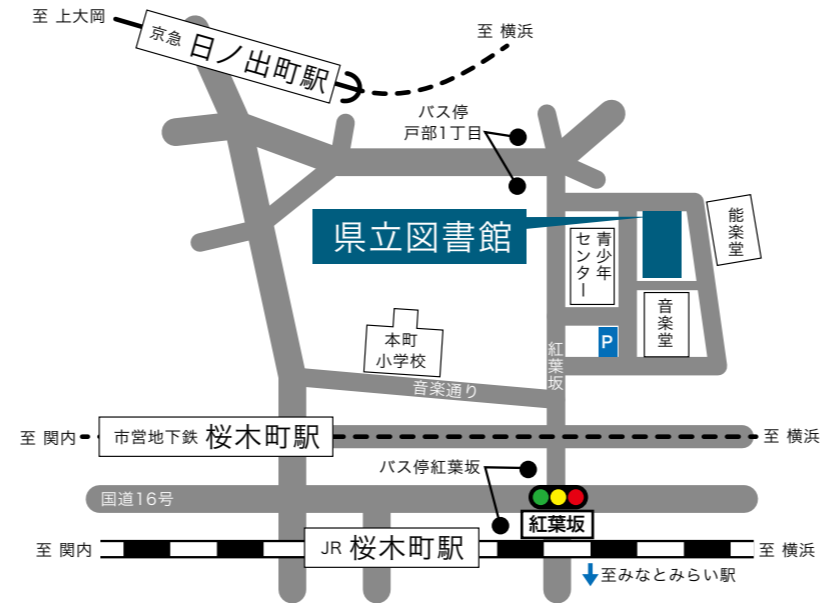 至 上大岡
京急 日ノ出町駅
至 横浜
バス停
戸部1丁目
県立図書館
青少年
センター
能楽堂
音楽堂
P
本町
小学校
紅葉坂
音楽通り
至 関内
市営地下鉄 桜木町駅
至 横浜
バス停紅葉坂
国道16号
紅葉坂
至 関内
JR 桜木町駅
至 横浜
至みなとみらい駅